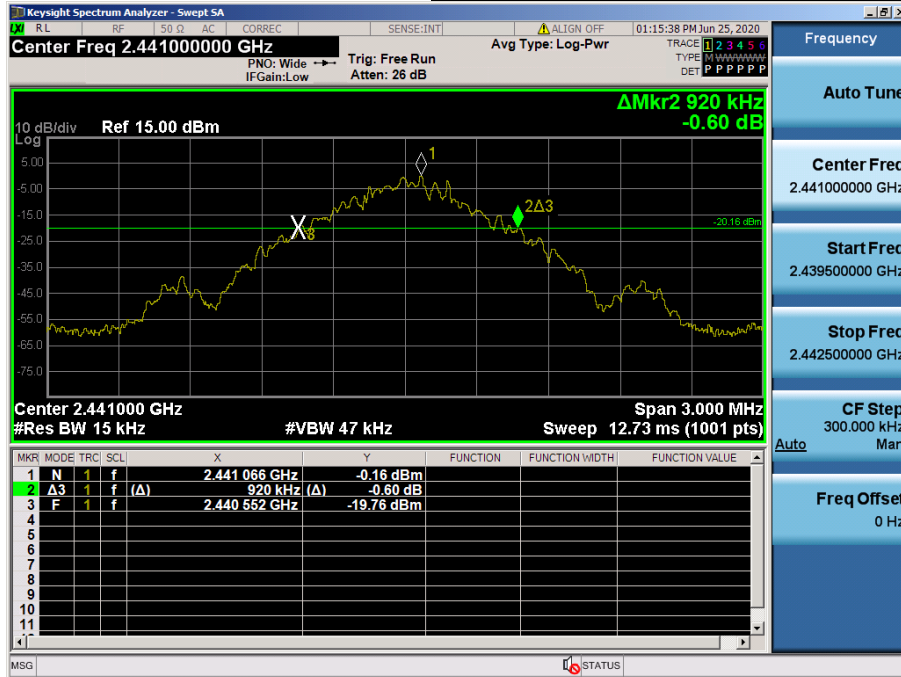 Keysight Spectrum Analyzer - Swept SA
LXI RL RF 50 Ω AC CORREC SENSE:INT ALIGN OFF 01:15:38 PM Jun 25, 2020
Center Freq 2.441000000 GHz
PNO: Wide
IFGain:Low
Trig: Free Run
Atten: 26 dB
Avg Type: Log-Pwr
TRACE 1 2 3 4 5 6
TYPE M WWWWW
DET P P P P P P
ΔMkr2 920 kHz
-0.60 dB
10 dB/div Ref 15.00 dBm
Log
5.00
-5.00
-15.0
-25.0
-35.0
-45.0
-55.0
-65.0
-75.0
1
2Δ3
-20.16 dBm
3
Center 2.441000 GHz Span 3.000 MHz
#Res BW 15 kHz #VBW 47 kHz Sweep 12.73 ms (1001 pts)
MKR MODE TRC SCL X Y FUNCTION FUNCTION WIDTH FUNCTION VALUE
1 N 1 f 2.441 066 GHz -0.16 dBm
2 Δ3 1 f (Δ) 920 kHz (Δ) -0.60 dB
3 F 1 f 2.440 552 GHz -19.76 dBm
4
5
6
7
8
9
10
11
MSG STATUS
Frequency
Auto Tune
Center Freq
2.441000000 GHz
Start Freq
2.439500000 GHz
Stop Freq
2.442500000 GHz
CF Step
300.000 kHz
Auto Man
Freq Offset
0 Hz